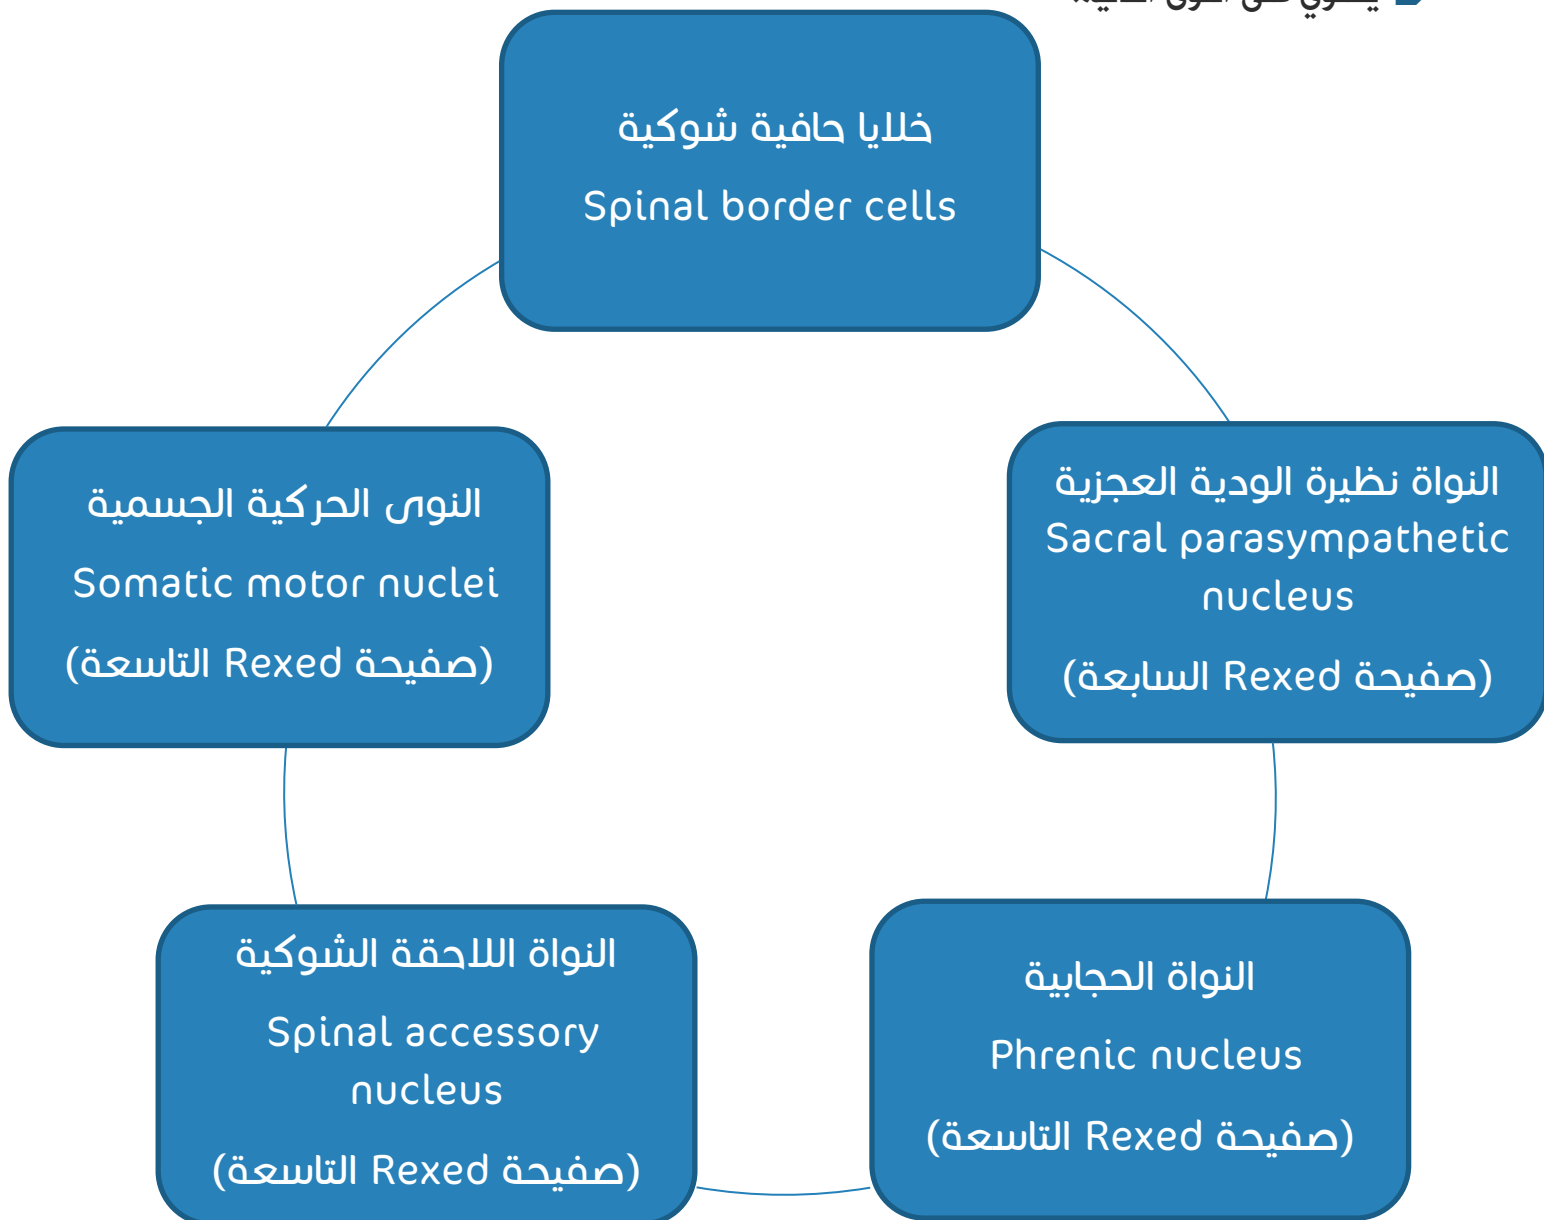 خلايا حافية شوكية
Spinal border cells
النواة نظيرة الودية العجزية
Sacral parasympathetic
nucleus
(صفيحة Rexed السابعة)
النواة الحجابية
Phrenic nucleus
(صفيحة Rexed التاسعة)
النواة اللاحقة الشوكية
Spinal accessory
nucleus
(صفيحة Rexed التاسعة)
النوى الحركية الجسمية
Somatic motor nuclei
(صفيحة Rexed التاسعة)